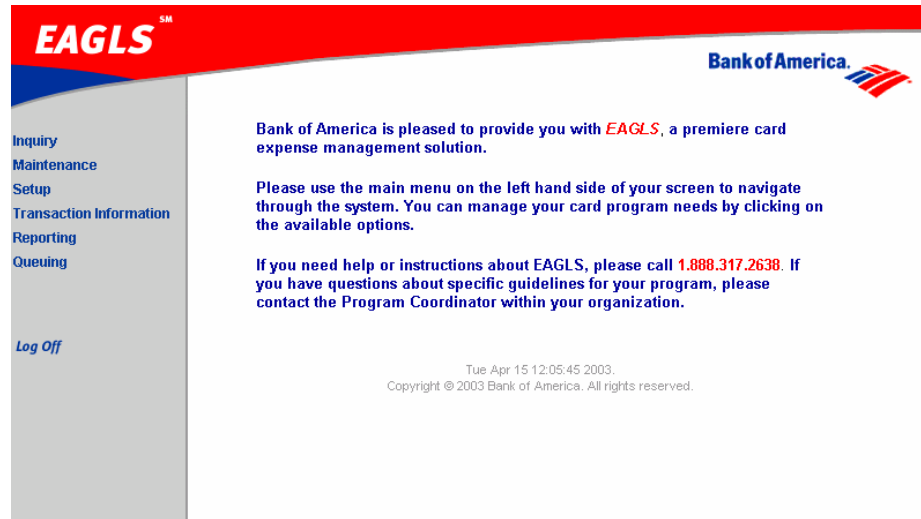 EAGLS SM
Bank of America.
Inquiry
Maintenance
Setup
Transaction Information
Reporting
Queuing
Log Off
Bank of America is pleased to provide you with EAGLS, a premiere card
expense management solution.
Please use the main menu on the left hand side of your screen to navigate
through the system. You can manage your card program needs by clicking on
the available options.
If you need help or instructions about EAGLS, please call 1.888.317.2638. If
you have questions about specific guidelines for your program, please
contact the Program Coordinator within your organization.
Tue Apr 15 12:05:45 2003.
Copyright © 2003 Bank of America. All rights reserved.